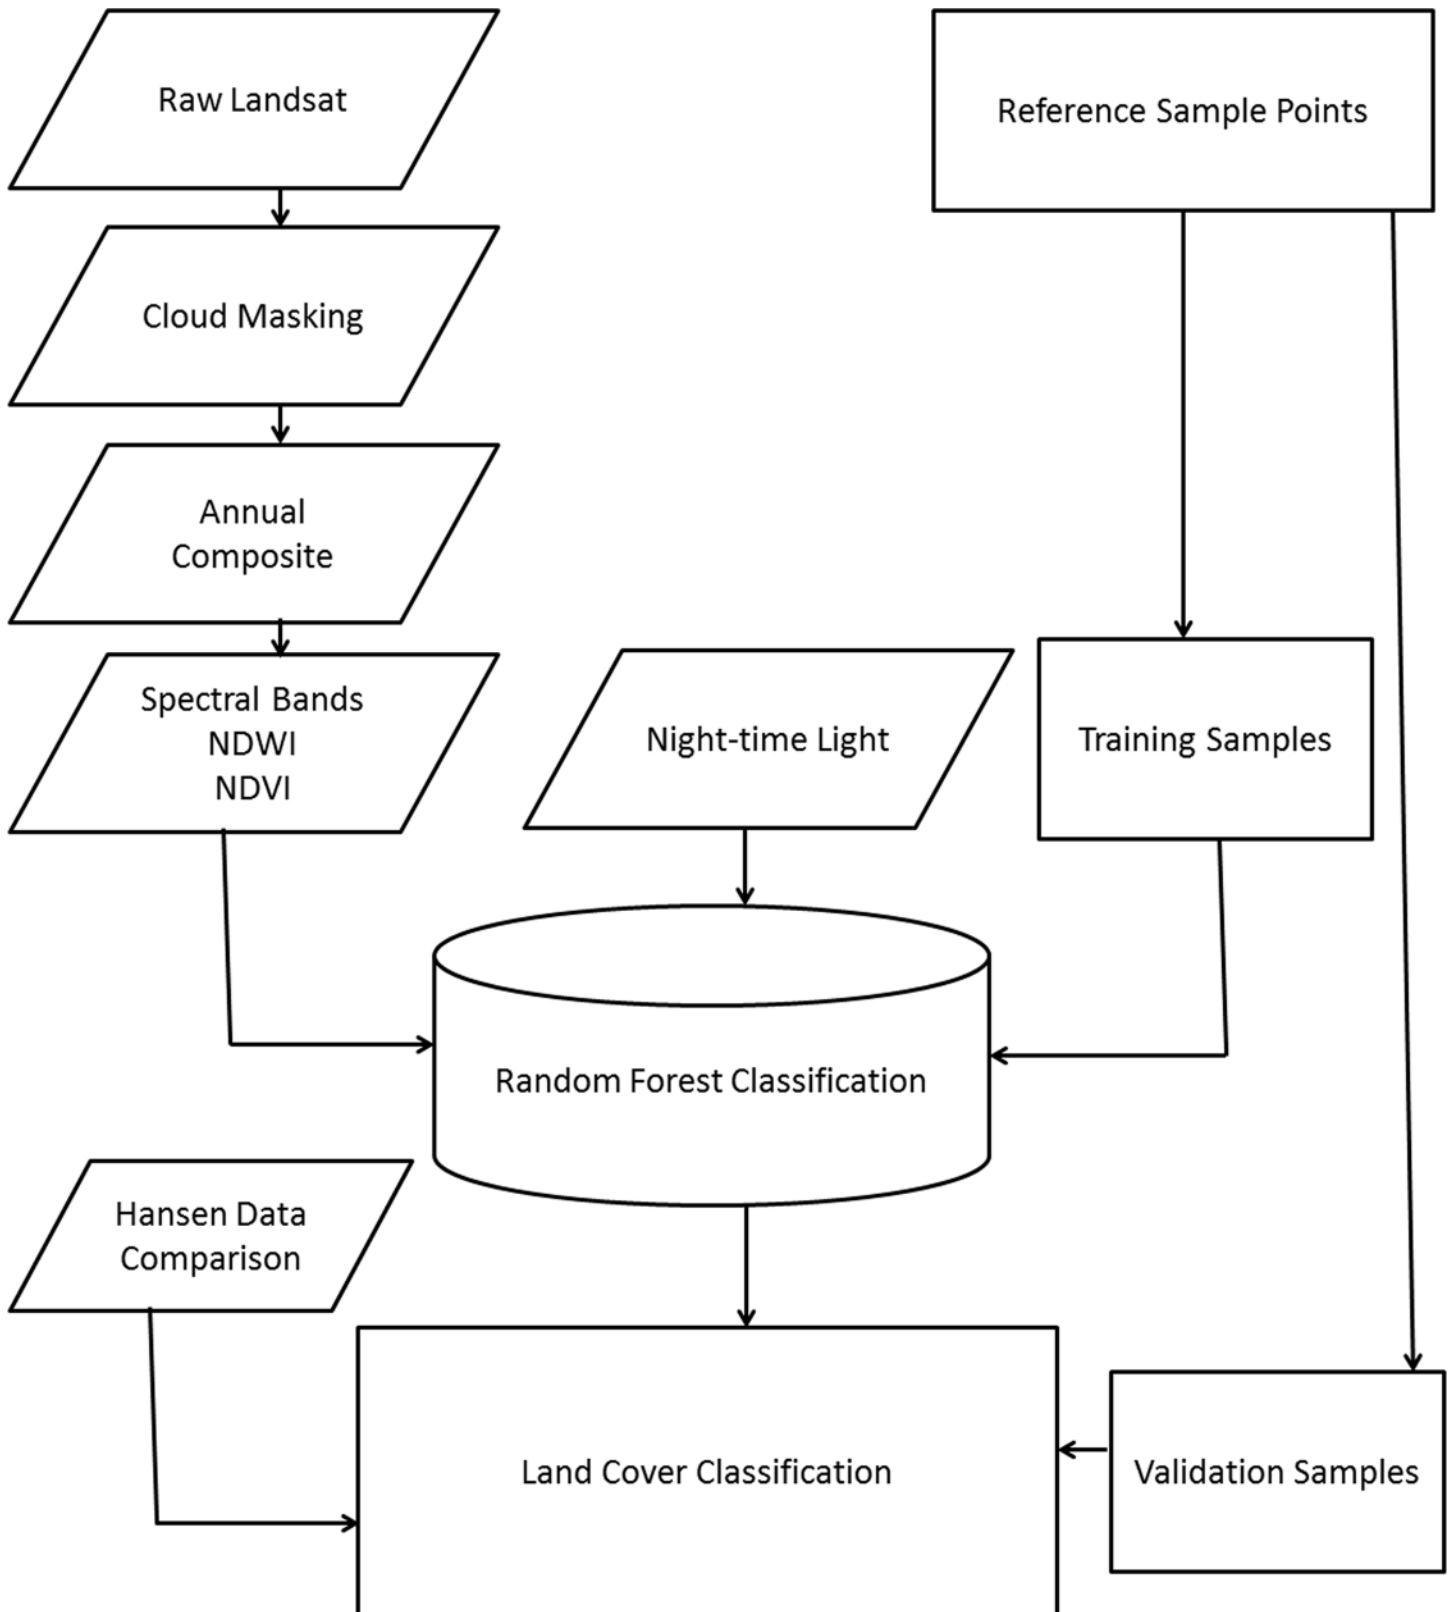 Raw Landsat
Reference Sample Points
Cloud Masking
Annual
Composite
Spectral Bands
NDWI
NDVI
Night-time Light
Training Samples
Random Forest Classification
Hansen Data
Comparison
Land Cover Classification
Validation Samples